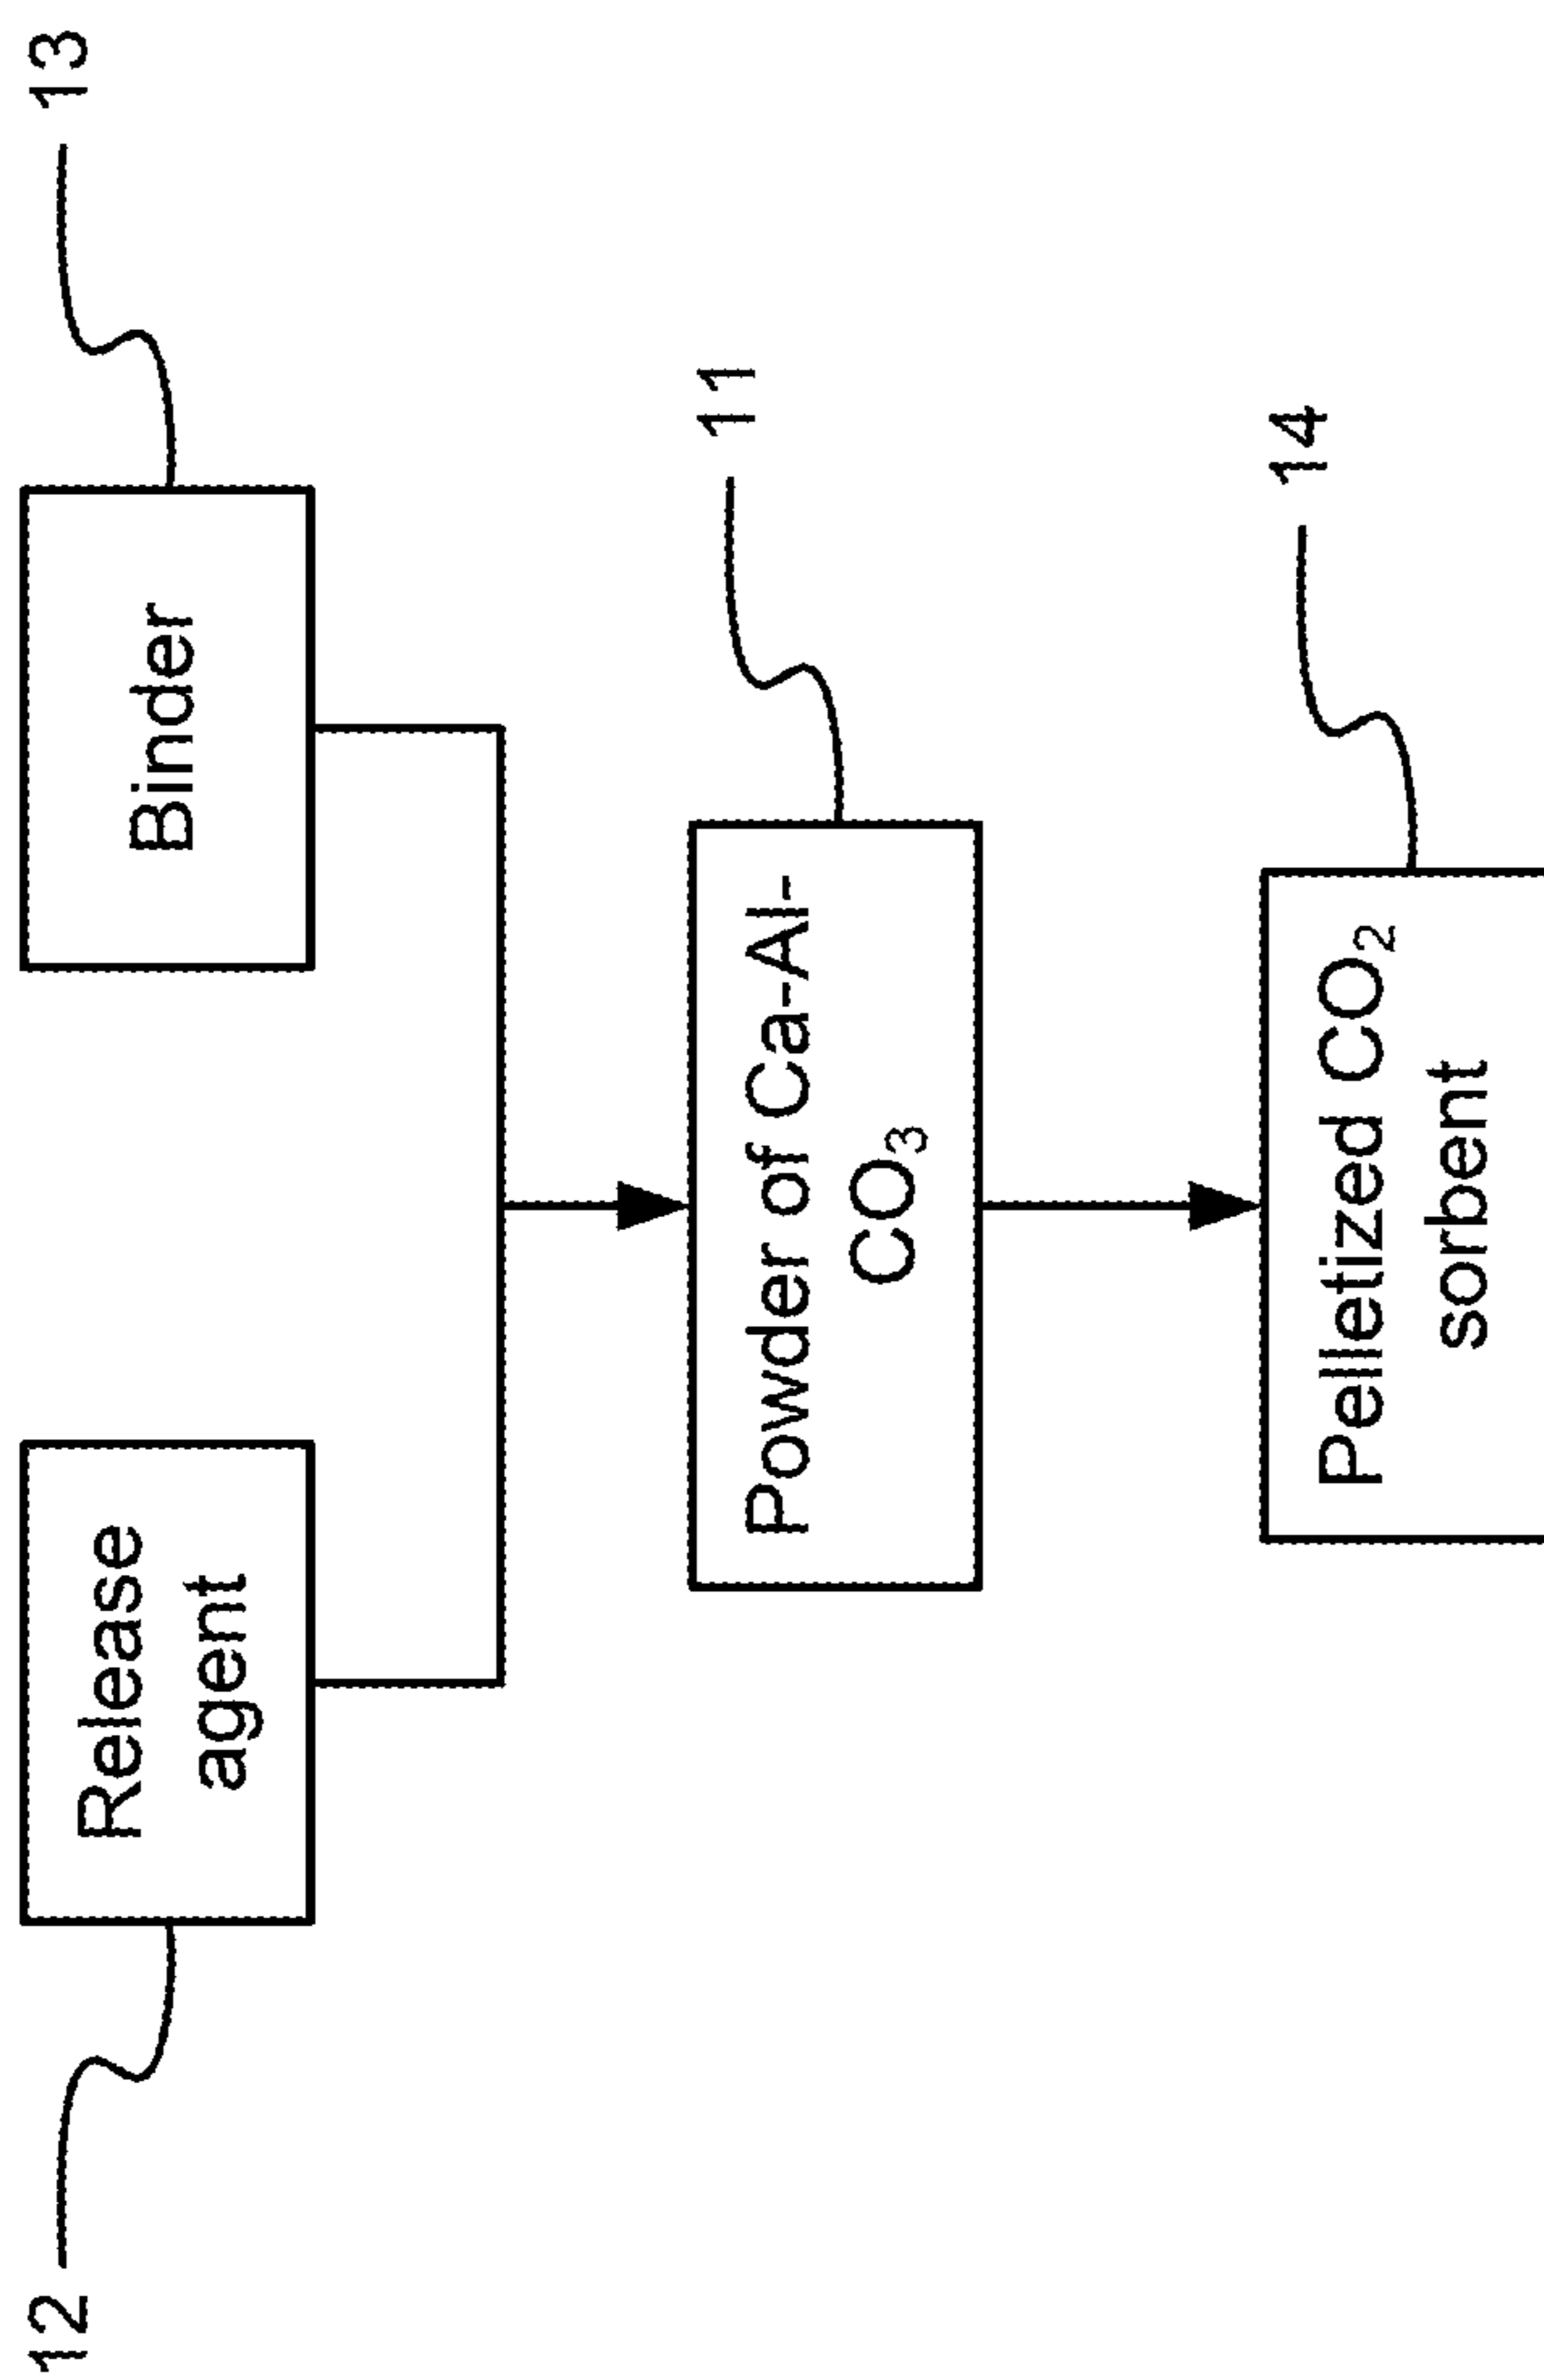 12
Release
agent
Binder
13
Powder of Ca-Al-
CO₃
11
Pelletized CO₂
sorbent
14